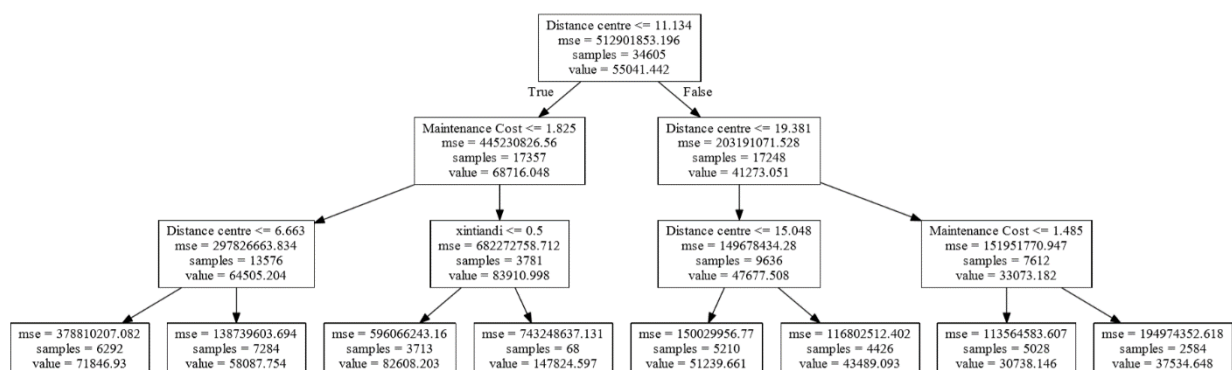 Distance centre <= 11.134
mse = 512901853.196
samples = 34605
value = 55041.442
True
False
Maintenance Cost <= 1.825
mse = 445230826.56
samples = 17357
value = 68716.048
Distance centre <= 19.381
mse = 203191071.528
samples = 17248
value = 41273.051
Distance centre <= 6.663
mse = 297826663.834
samples = 13576
value = 64505.204
xintiandi <= 0.5
mse = 682272758.712
samples = 3781
value = 83910.998
Distance centre <= 15.048
mse = 149678434.28
samples = 9636
value = 47677.508
Maintenance Cost <= 1.485
mse = 151951770.947
samples = 7612
value = 33073.182
mse = 378810207.082
samples = 6292
value = 71846.93
mse = 138739603.694
samples = 7284
value = 58087.754
mse = 596066243.16
samples = 3713
value = 82608.203
mse = 743248637.131
samples = 68
value = 147824.597
mse = 150029956.77
samples = 5210
value = 51239.661
mse = 116802512.402
samples = 4426
value = 43489.093
mse = 113564583.607
samples = 5028
value = 30738.146
mse = 194974352.618
samples = 2584
value = 37534.648